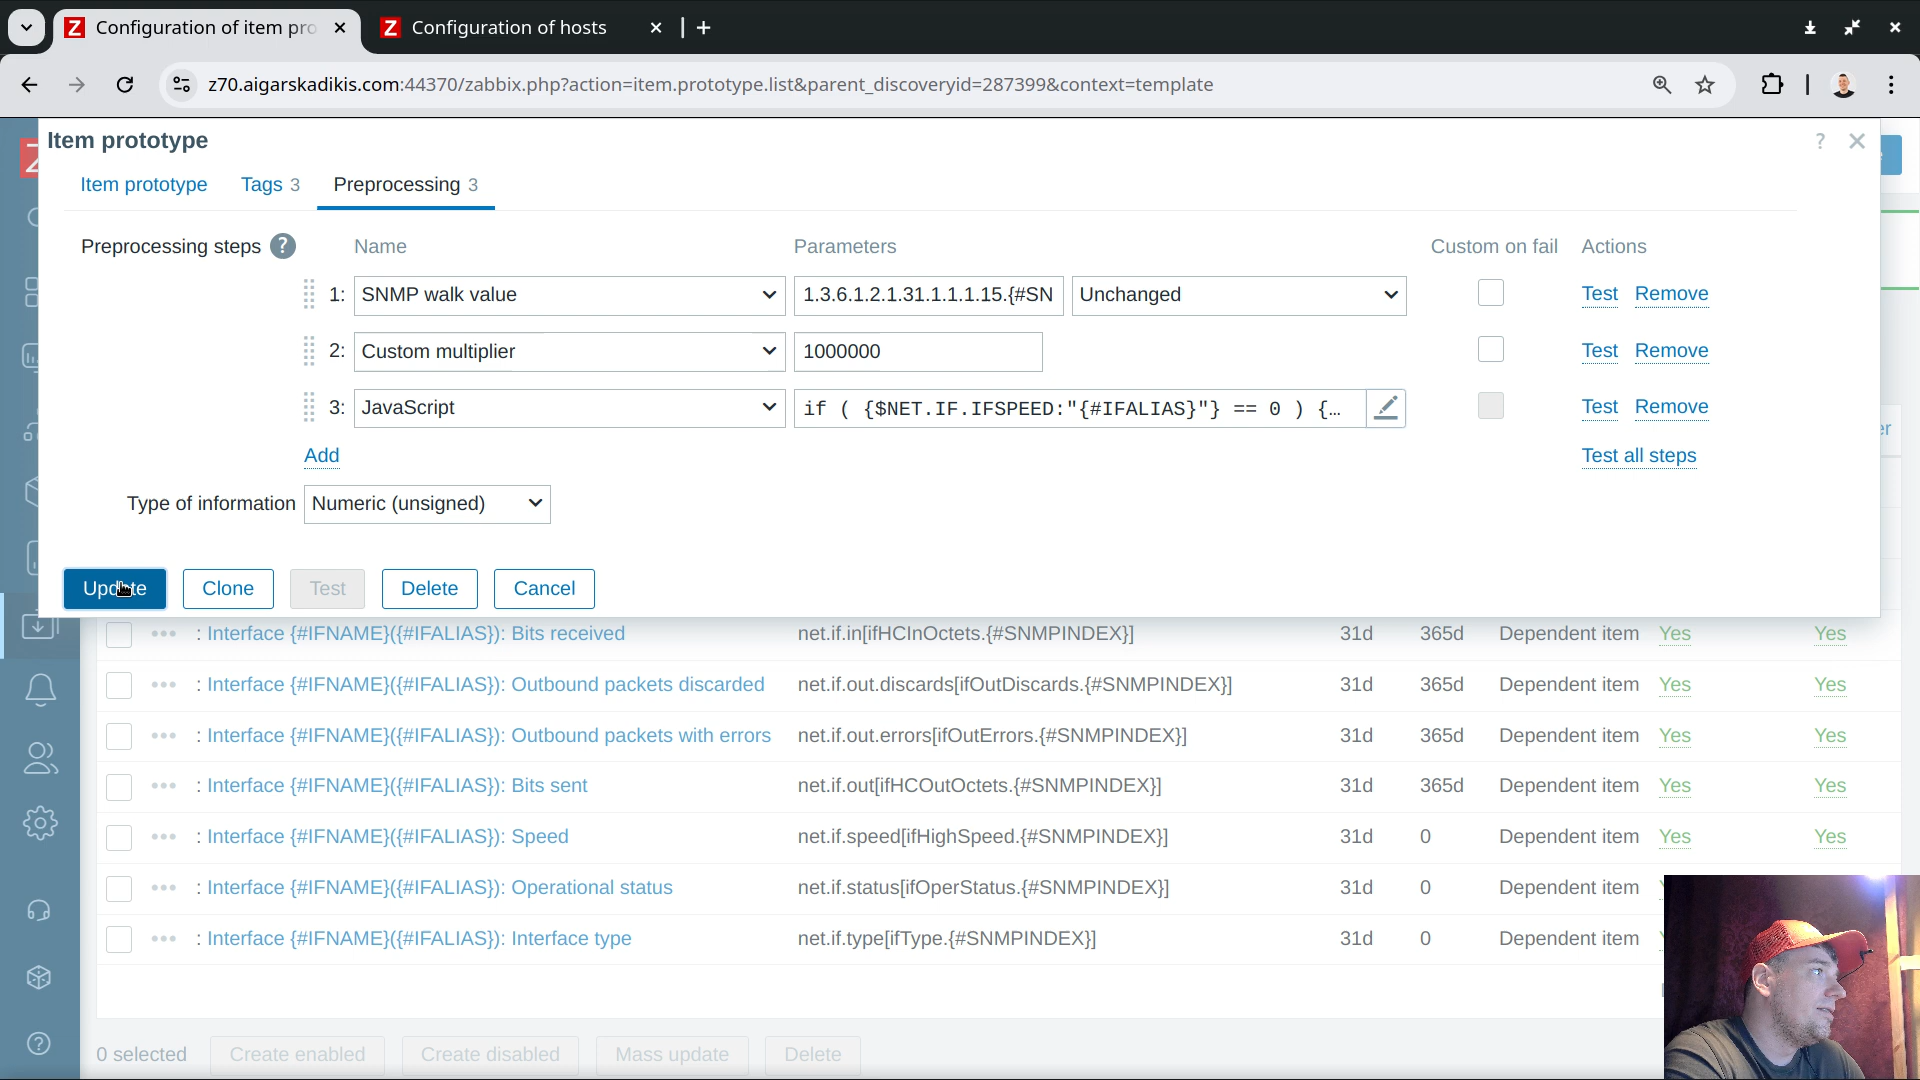 Z Configuration of item pro
Z Configuration of hosts
z70.aigarskadikis.com:44370/zabbix.php?action=item.prototype.list&parent_discoveryid=287399&context=template
Item prototype
?
Item prototype Tags 3 Preprocessing 3
Preprocessing steps ? Name Parameters Custom on fail Actions
1: SNMP walk value 1.3.6.1.2.1.31.1.1.1.15.{#SN Unchanged Test Remove
2: Custom multiplier 1000000 Test Remove
3: JavaScript if ( {$NET.IF.IFSPEED:"{#IFALIAS}"} == 0 ) {… Test Remove
Add Test all steps
Type of information Numeric (unsigned)
Update Clone Test Delete Cancel
: Interface {#IFNAME}({#IFALIAS}): Bits received net.if.in[ifHCInOctets.{#SNMPINDEX}] 31d 365d Dependent item Yes Yes
: Interface {#IFNAME}({#IFALIAS}): Outbound packets discarded net.if.out.discards[ifOutDiscards.{#SNMPINDEX}] 31d 365d Dependent item Yes Yes
: Interface {#IFNAME}({#IFALIAS}): Outbound packets with errors net.if.out.errors[ifOutErrors.{#SNMPINDEX}] 31d 365d Dependent item Yes Yes
: Interface {#IFNAME}({#IFALIAS}): Bits sent net.if.out[ifHCOutOctets.{#SNMPINDEX}] 31d 365d Dependent item Yes Yes
: Interface {#IFNAME}({#IFALIAS}): Speed net.if.speed[ifHighSpeed.{#SNMPINDEX}] 31d 0 Dependent item Yes Yes
: Interface {#IFNAME}({#IFALIAS}): Operational status net.if.status[ifOperStatus.{#SNMPINDEX}] 31d 0 Dependent item
: Interface {#IFNAME}({#IFALIAS}): Interface type net.if.type[ifType.{#SNMPINDEX}] 31d 0 Dependent item
0 selected Create enabled Create disabled Mass update Delete